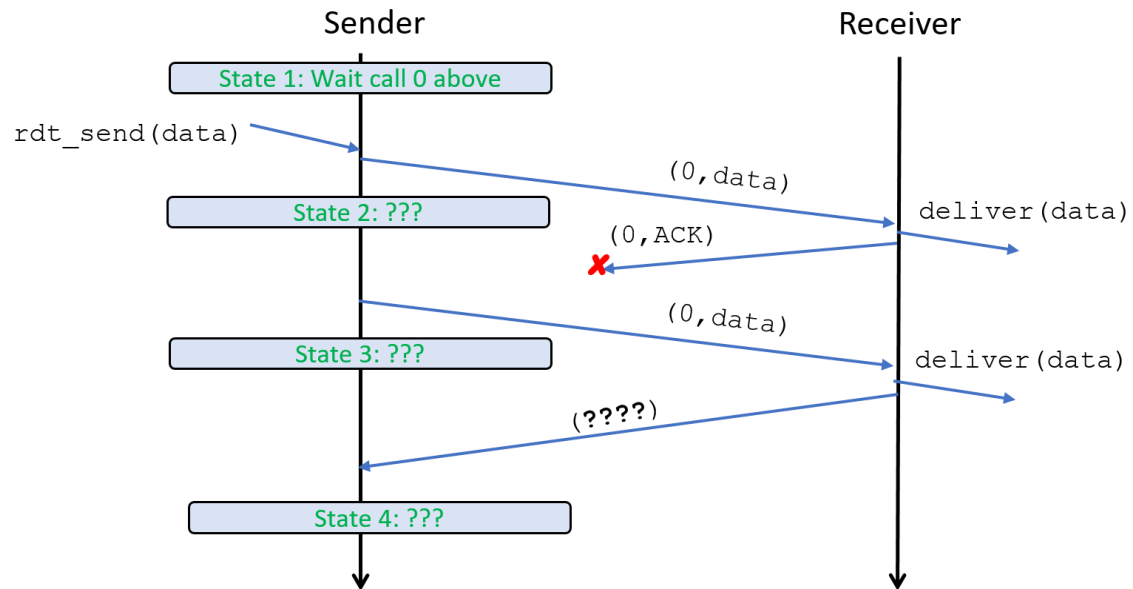 Sender
Receiver
State 1: Wait call 0 above
rdt_send(data)
(0,data)
State 2: ???
deliver(data)
(0,ACK)
(0,data)
State 3: ???
deliver(data)
(????)
State 4: ???